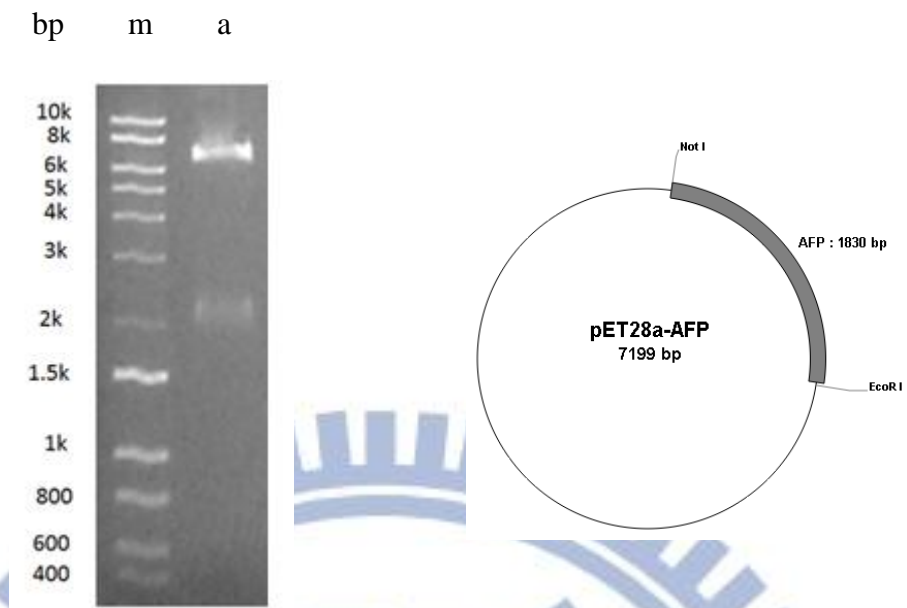 bp m a
10k
8k
6k
5k
4k
3k
2k
1.5k
1k
800
600
400
Not I
AFP : 1830 bp
pET28a-AFP
7199 bp
EcoR I